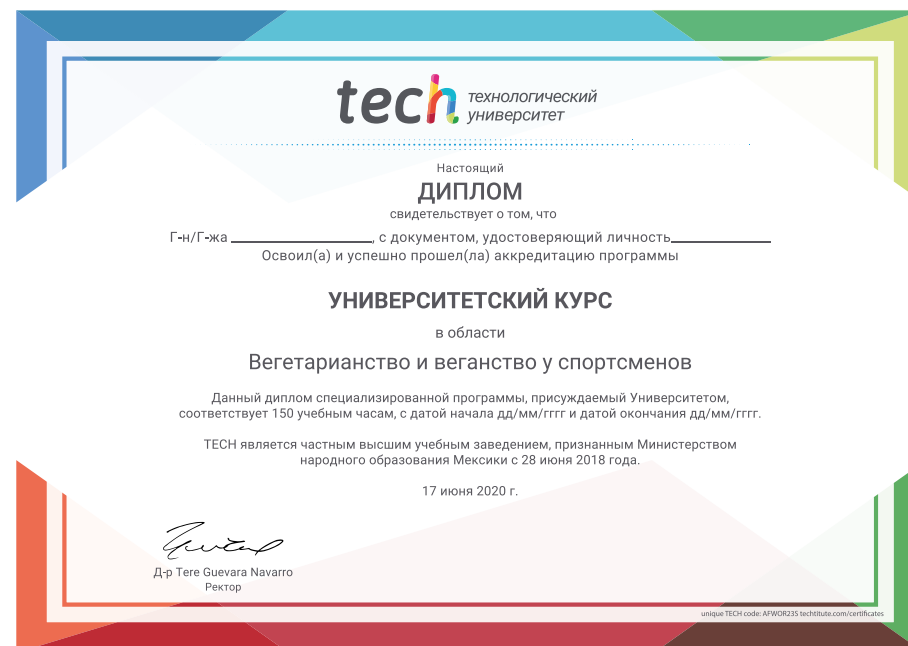 tech технологический
университет
Настоящий
ДИПЛОМ
свидетельствует о том, что
Г-н/Г-жа ____________________, с документом, удостоверяющий личность______________
Освоил(а) и успешно прошел(ла) аккредитацию программы
УНИВЕРСИТЕТСКИЙ КУРС
в области
Вегетарианство и веганство у спортсменов
Данный диплом специализированной программы, присуждаемый Университетом,
соответствует 150 учебным часам, с датой начала дд/мм/гггг и датой окончания дд/мм/гггг.
TECH является частным высшим учебным заведением, признанным Министерством
народного образования Мексики с 28 июня 2018 года.
17 июня 2020 г.
Д-р Tere Guevara Navarro
Ректор
unique TECH code: AFWOR23S techtitute.com/certificates